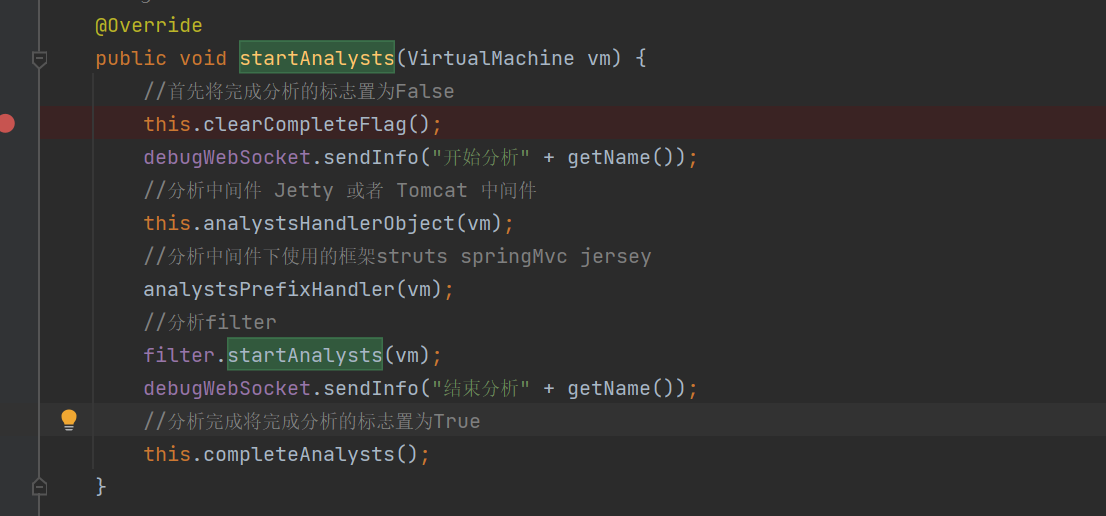 @Override
public void startAnalysts(VirtualMachine vm) {
//首先将完成分析的标志置为False
this.clearCompleteFlag();
debugWebSocket.sendInfo("开始分析" + getName());
//分析中间件 Jetty 或者 Tomcat 中间件
this.analystsHandlerObject(vm);
//分析中间件下使用的框架struts springMvc jersey
analystsPrefixHandler(vm);
//分析filter
filter.startAnalysts(vm);
debugWebSocket.sendInfo("结束分析" + getName());
//分析完成将完成分析的标志置为True
this.completeAnalysts();
}